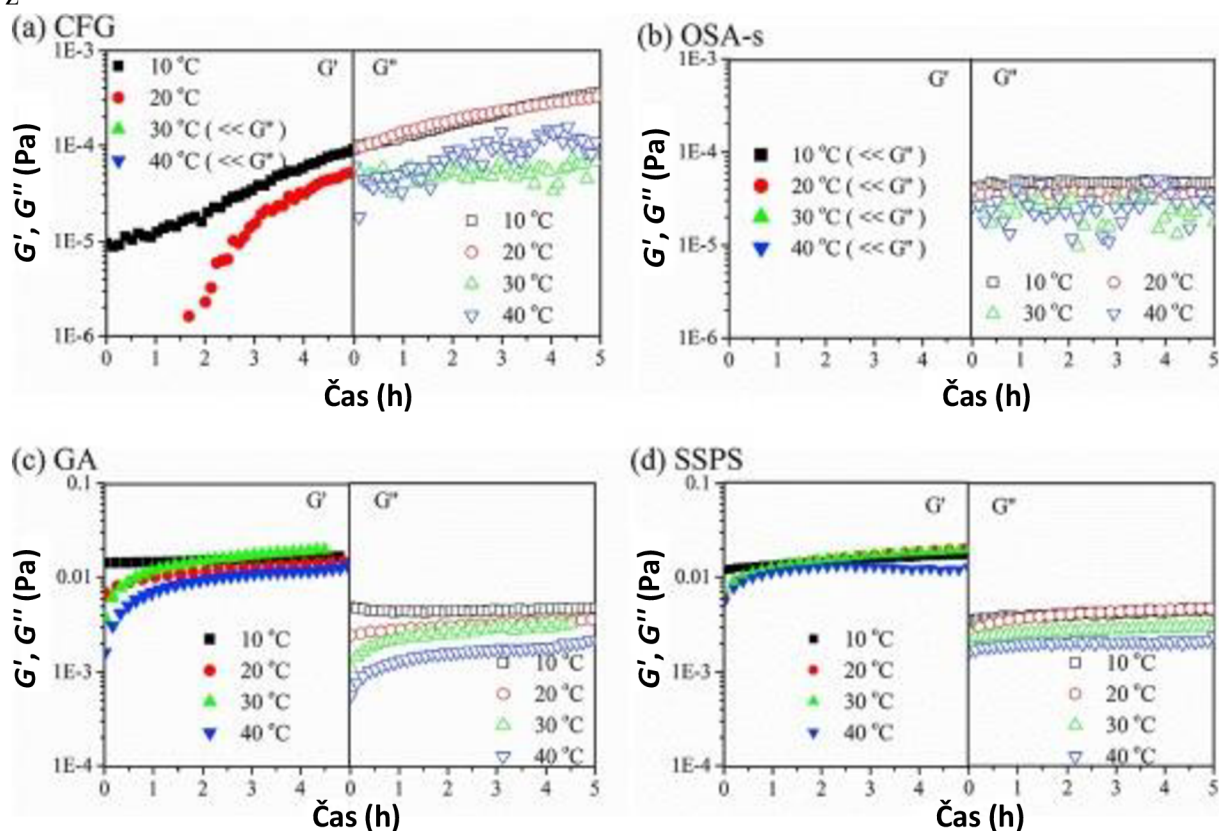 z
(a) CFG
1E-3
1E-4
1E-5
1E-6
G', G'' (Pa)
10 °C
20 °C
30 °C ( << G" )
40 °C ( << G" )
G'
G"
10 °C
20 °C
30 °C
40 °C
0 1 2 3 4 0 1 2 3 4 5
Čas (h)
(b) OSA-s
1E-3
1E-4
1E-5
1E-6
G', G'' (Pa)
G'
G"
10 °C ( << G" )
20 °C ( << G" )
30 °C ( << G" )
40 °C ( << G" )
10 °C 20 °C
30 °C 40 °C
0 1 2 3 4 0 1 2 3 4 5
Čas (h)
(c) GA
0.1
0.01
1E-3
1E-4
G', G'' (Pa)
G'
G"
10 °C
20 °C
30 °C
40 °C
10 °C
20 °C
30 °C
40 °C
0 1 2 3 4 0 1 2 3 4 5
Čas (h)
(d) SSPS
0.1
0.01
1E-3
1E-4
G', G'' (Pa)
G'
G"
10 °C
20 °C
30 °C
40 °C
10 °C
20 °C
30 °C
40 °C
0 1 2 3 4 0 1 2 3 4 5
Čas (h)